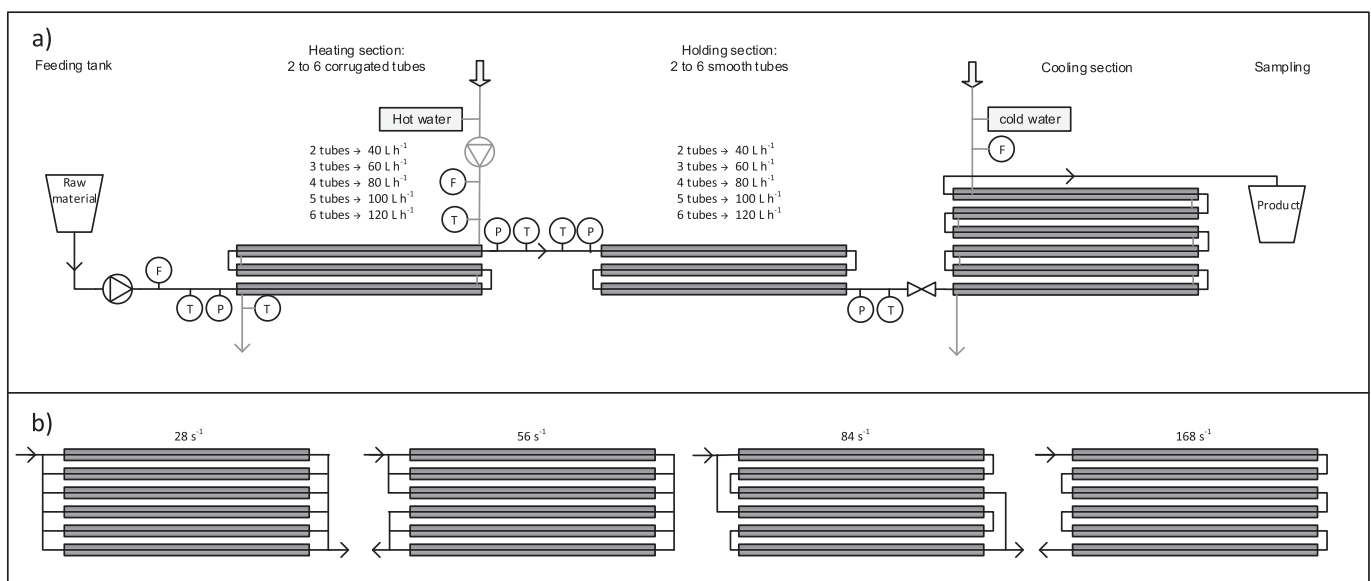 a)
Feeding tank
Heating section:
2 to 6 corrugated tubes
Holding section:
2 to 6 smooth tubes
Cooling section
Sampling
Hot water
cold water
2 tubes → 40 L h⁻¹
3 tubes → 60 L h⁻¹
4 tubes → 80 L h⁻¹
5 tubes → 100 L h⁻¹
6 tubes → 120 L h⁻¹
2 tubes → 40 L h⁻¹
3 tubes → 60 L h⁻¹
4 tubes → 80 L h⁻¹
5 tubes → 100 L h⁻¹
6 tubes → 120 L h⁻¹
F
F
T
Raw
material
Product
P
T
T
P
F
T
P
T
P
T
b)
28 s⁻¹
56 s⁻¹
84 s⁻¹
168 s⁻¹